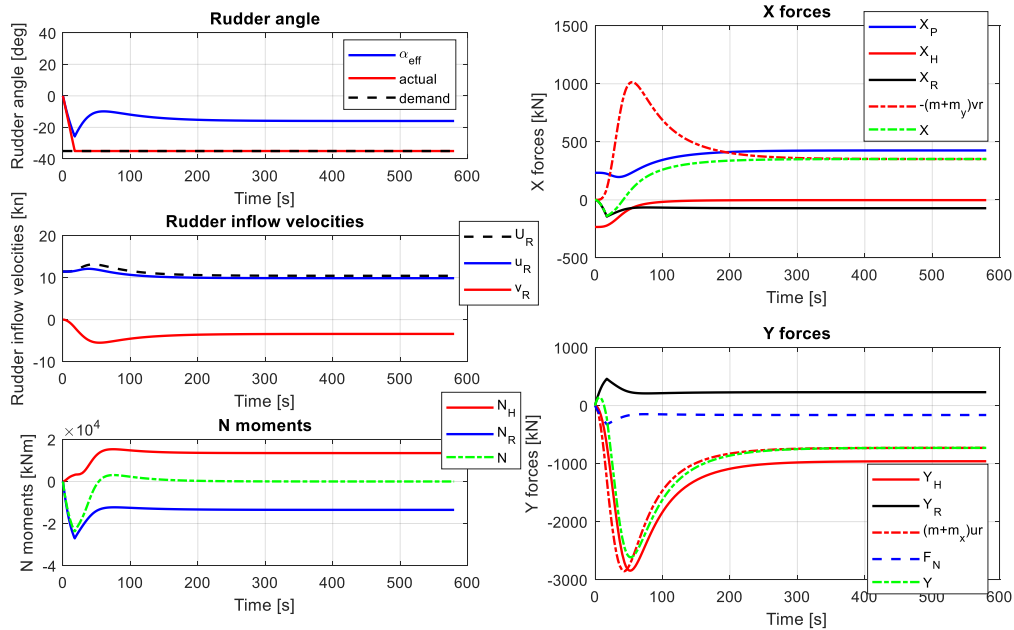 Rudder angle
Rudder angle [deg]
40
20
0
-20
-40
0 100 200 300 400 500 600
Time [s]
α_eff
actual
demand
Rudder inflow velocities
Rudder inflow velocities [kn]
20
10
0
-10
0 100 200 300 400 500 600
Time [s]
U_R
u_R
v_R
N moments
×10^4
N moments [kNm]
2
0
-2
-4
0 100 200 300 400 500 600
Time [s]
N_H
N_R
N
X forces
X forces [kN]
1500
1000
500
0
-500
0 100 200 300 400 500 600
Time [s]
X_P
X_H
X_R
-(m+m_y)vr
X
Y forces
Y forces [kN]
1000
0
-1000
-2000
-3000
0 100 200 300 400 500 600
Time [s]
Y_H
Y_R
(m+m_x)ur
F_N
Y